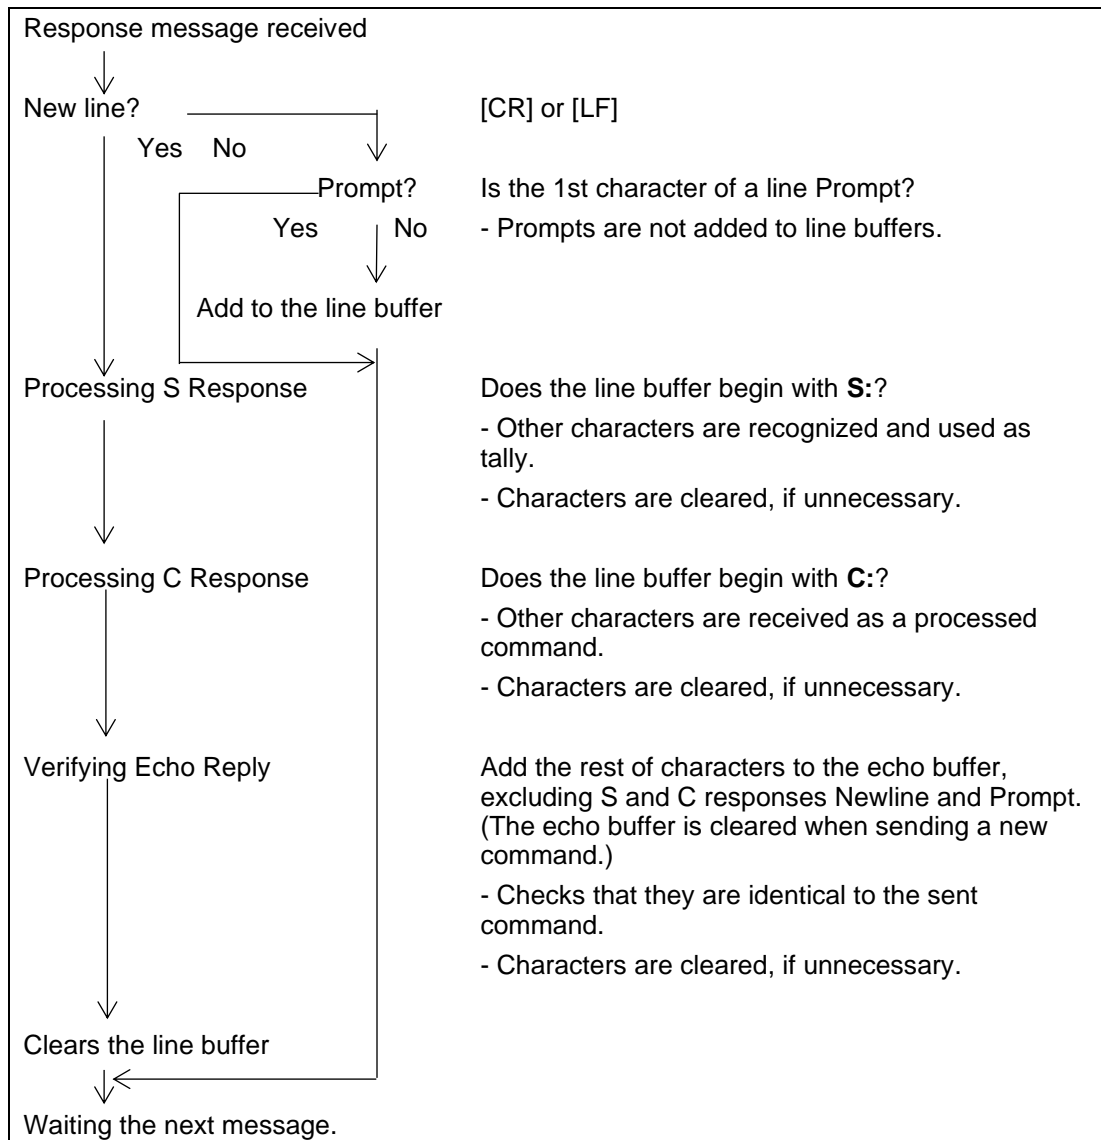 Response message received
New line?
[CR] or [LF]
Yes No
Prompt?
Is the 1st character of a line Prompt?
Yes No
- Prompts are not added to line buffers.
Add to the line buffer
Processing S Response
Does the line buffer begin with S:?
- Other characters are recognized and used as
tally.
- Characters are cleared, if unnecessary.
Processing C Response
Does the line buffer begin with C:?
- Other characters are received as a processed
command.
- Characters are cleared, if unnecessary.
Verifying Echo Reply
Add the rest of characters to the echo buffer,
excluding S and C responses Newline and Prompt.
(The echo buffer is cleared when sending a new
command.)
- Checks that they are identical to the sent
command.
- Characters are cleared, if unnecessary.
Clears the line buffer
Waiting the next message.